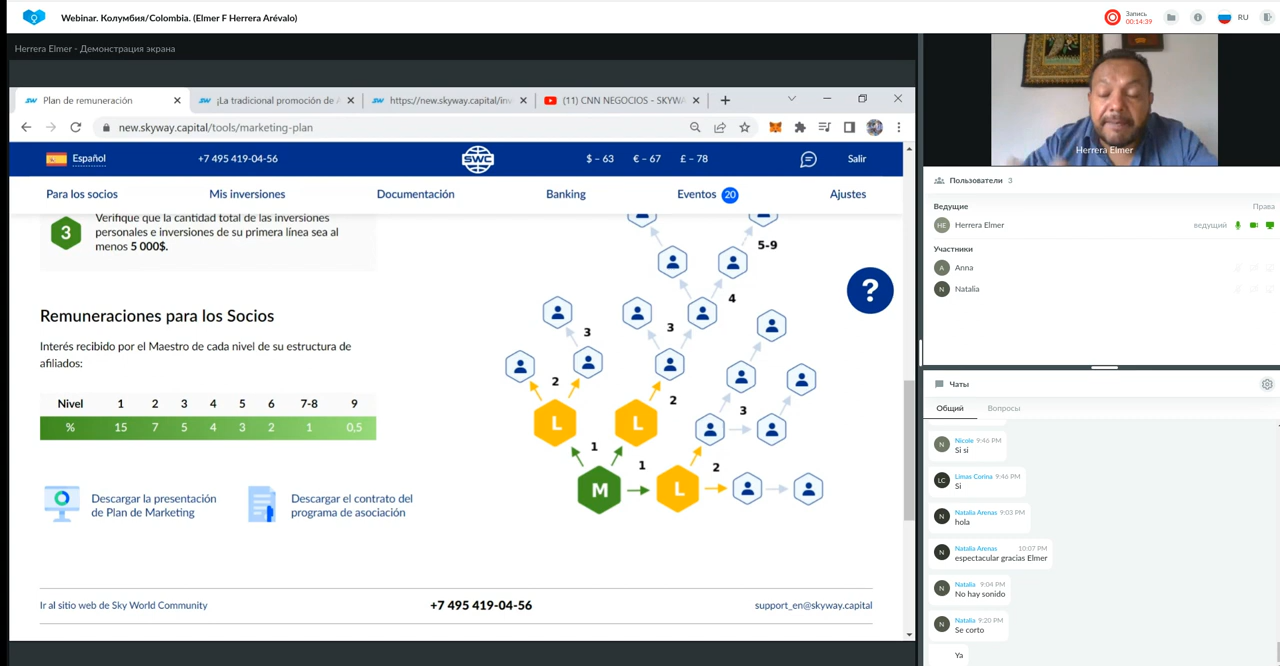 Webinar. Колумбия/Colombia. (Elmer F Herrera Arévalo)
Запись
00:14:39
RU
Herrera Elmer - Демонстрация экрана
Plan de remuneración
¡La tradicional promoción de
https://new.skyway.capital/inv
(11) CNN NEGOCIOS - SKYWA
new.skyway.capital/tools/marketing-plan
Español
+7 495 419-04-56
SWC
$ – 63
€ – 67
£ – 78
Salir
Para los socios
Mis inversiones
Documentación
Banking
Eventos 20
Ajustes
3
Verifique que la cantidad total de las inversiones
personales e inversiones de su primera línea sea al
menos 5 000$.
Remuneraciones para los Socios
Interés recibido por el Maestro de cada nivel de su estructura de
afiliados:
Nivel 1 2 3 4 5 6 7-8 9
% 15 7 5 4 3 2 1 0,5
Descargar la presentación
de Plan de Marketing
Descargar el contrato del
programa de asociación
5-9
4
3
3
2
2
3
L
L
1
1
2
M
L
?
Ir al sitio web de Sky World Community
+7 495 419-04-56
support_en@skyway.capital
Herrera Elmer
Пользователи 3
Ведущие
Права
HE
Herrera Elmer
ведущий
Участники
A
Anna
N
Natalia
Чаты
Общий
Вопросы
N
Nicole 9:46 PM
Si si
LC
Limas Corina 9:46 PM
Si
N
Natalia Arenas 9:03 PM
hola
N
Natalia Arenas 10:07 PM
espectacular gracias Elmer
N
Natalia 9:04 PM
No hay sonido
N
Natalia 9:20 PM
Se corto
Ya